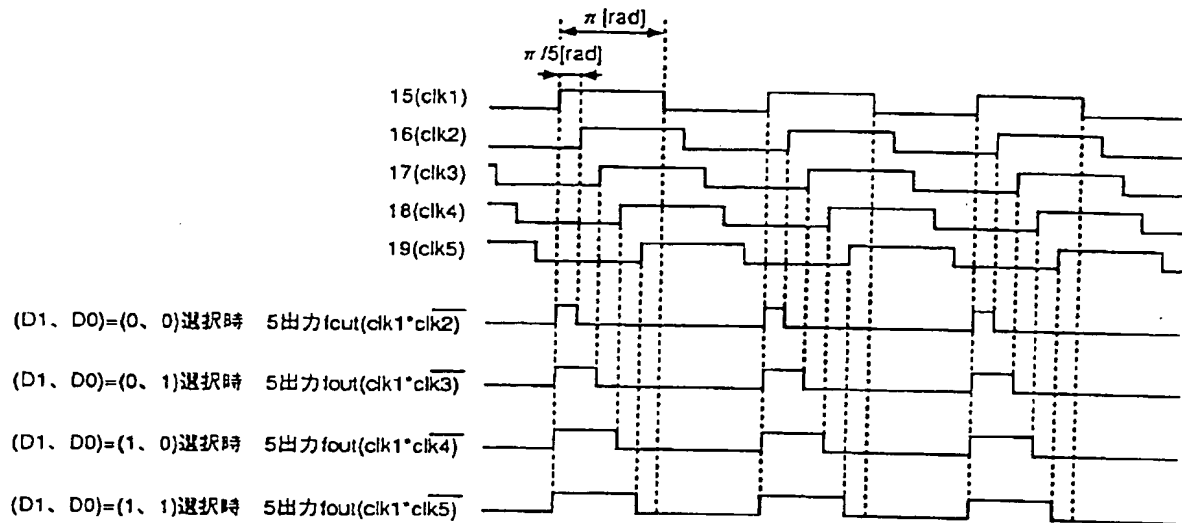 π[rad]
π/5[rad]
15(clk1)
16(clk2)
17(clk3)
18(clk4)
19(clk5)
(D1、D0)=(0、0)選択時 5出力fout(clk1*clk2)
(D1、D0)=(0、1)選択時 5出力fout(clk1*clk3)
(D1、D0)=(1、0)選択時 5出力fout(clk1*clk4)
(D1、D0)=(1、1)選択時 5出力fout(clk1*clk5)